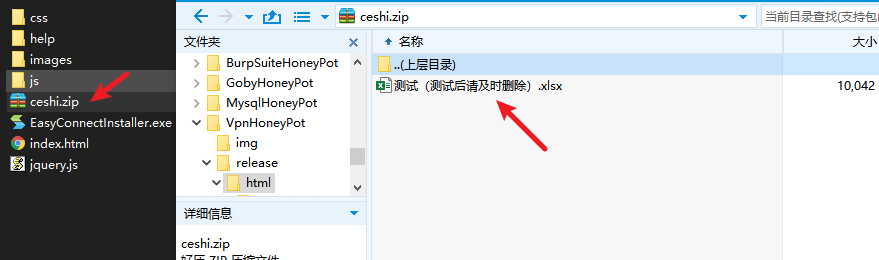 css
help
images
js
ceshi.zip
EasyConnectInstaller.exe
index.html
jquery.js
ceshi.zip
当前目录查找(支持包
文件夹
BurpSuiteHoneyPot
GobyHoneyPot
MysqlHoneyPot
VpnHoneyPot
img
release
html
详细信息
ceshi.zip
名称
大小
..(上层目录)
测试（测试后请及时删除）.xlsx
10,042